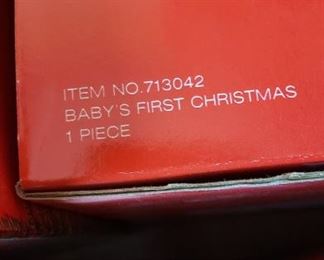 ITEM NO.713042
BABY'S FIRST CHRISTMAS
1 PIECE